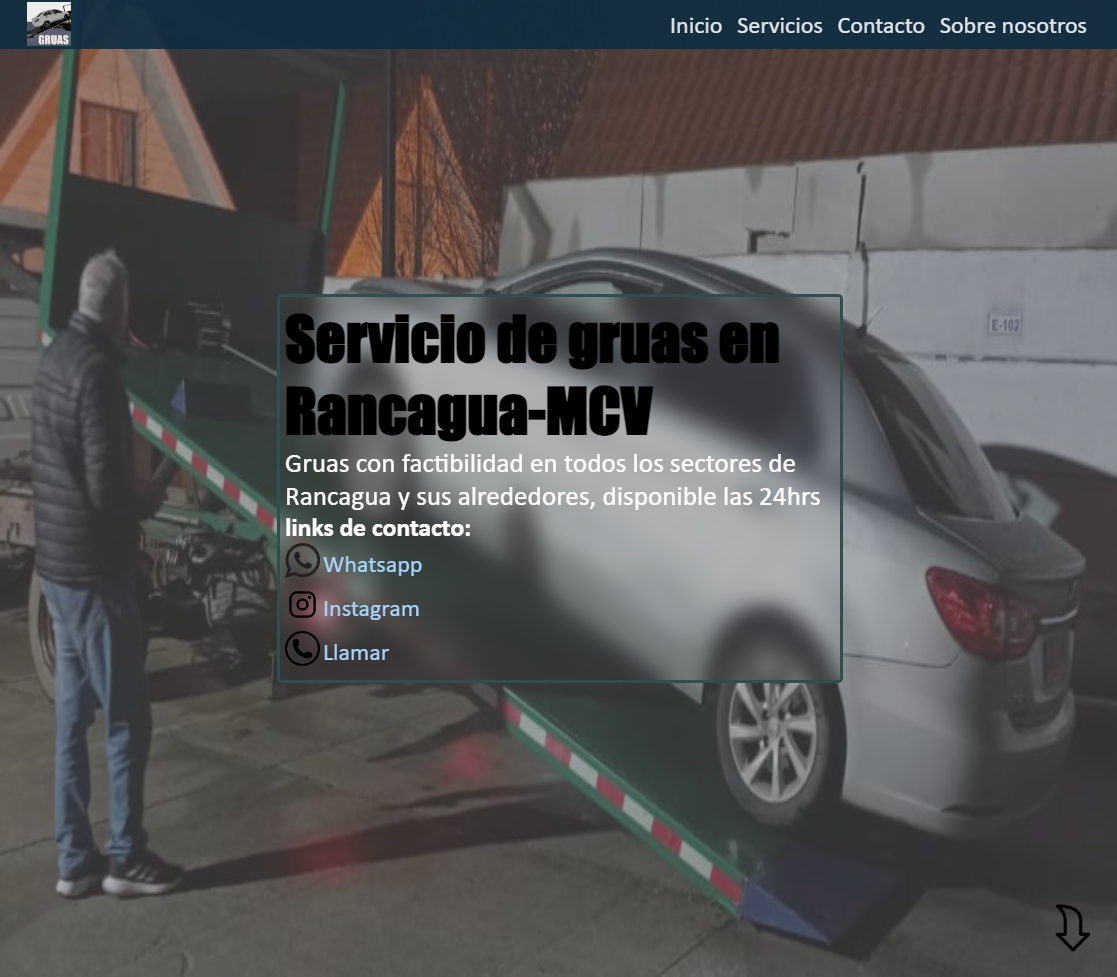 GRUAS
Inicio Servicios Contacto Sobre nosotros
E-102
Servicio de gruas en
Rancagua-MCV
Gruas con factibilidad en todos los sectores de
Rancagua y sus alrededores, disponible las 24hrs
links de contacto:
Whatsapp
Instagram
Llamar